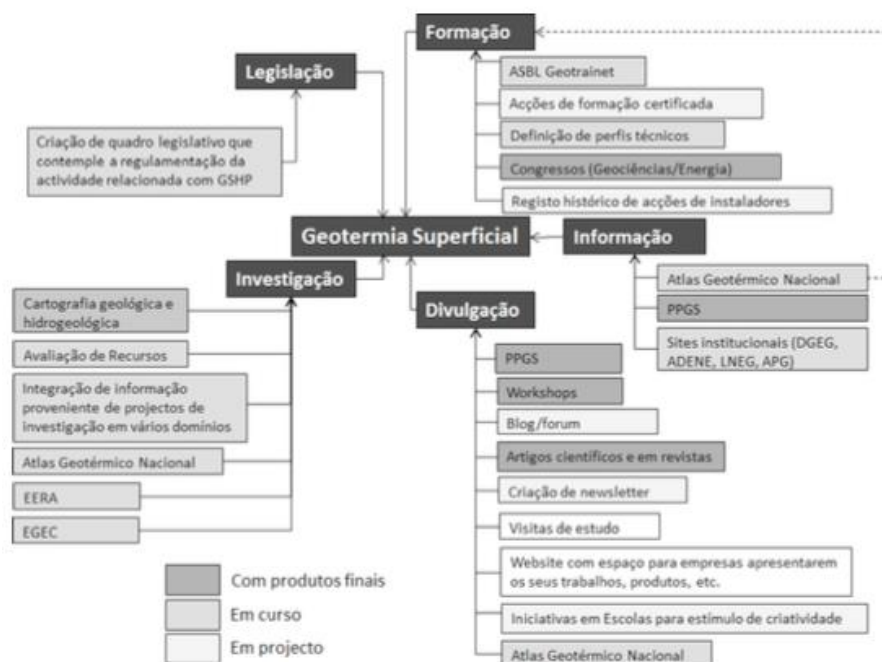 Formação
ASBL Geotrainet
Acções de formação certificada
Definição de perfis técnicos
Congressos (Geociências/Energia)
Registo histórico de acções de instaladores
Legislação
Criação de quadro legislativo que
contemple a regulamentação da
actividade relacionada com GSHP
Geotermia Superficial
Informação
Atlas Geotérmico Nacional
PPGS
Sites institucionais (DGEG,
ADENE, LNEG, APG)
Investigação
Cartografia geológica e
hidrogeológica
Avaliação de Recursos
Integração de informação
proveniente de projectos de
investigação em vários domínios
Atlas Geotérmico Nacional
EERA
EGEC
Divulgação
PPGS
Workshops
Blog/forum
Artigos científicos e em revistas
Criação de newsletter
Visitas de estudo
Website com espaço para empresas apresentarem
os seus trabalhos, produtos, etc.
Iniciativas em Escolas para estímulo de criatividade
Atlas Geotérmico Nacional
Com produtos finais
Em curso
Em projecto